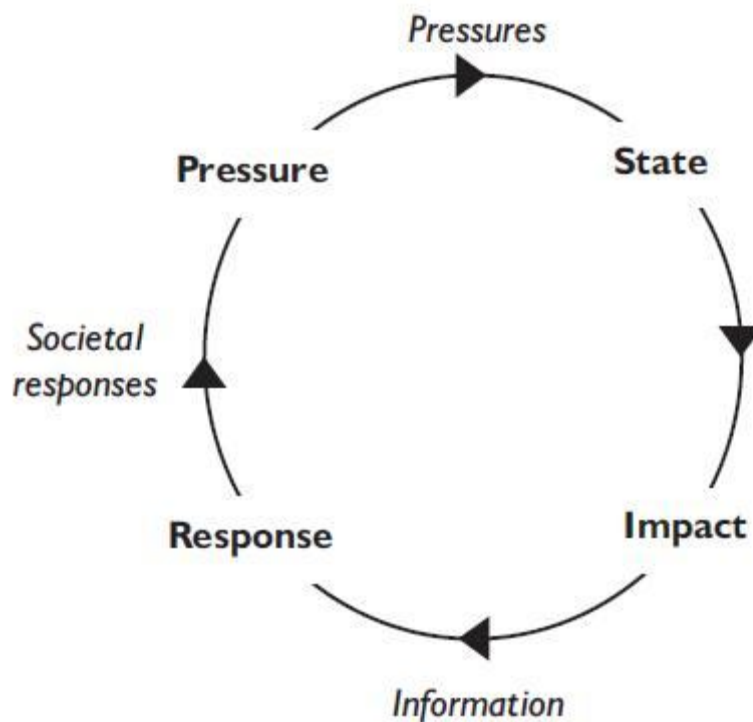 Pressures
Pressure
State
Societal
responses
Response
Impact
Information